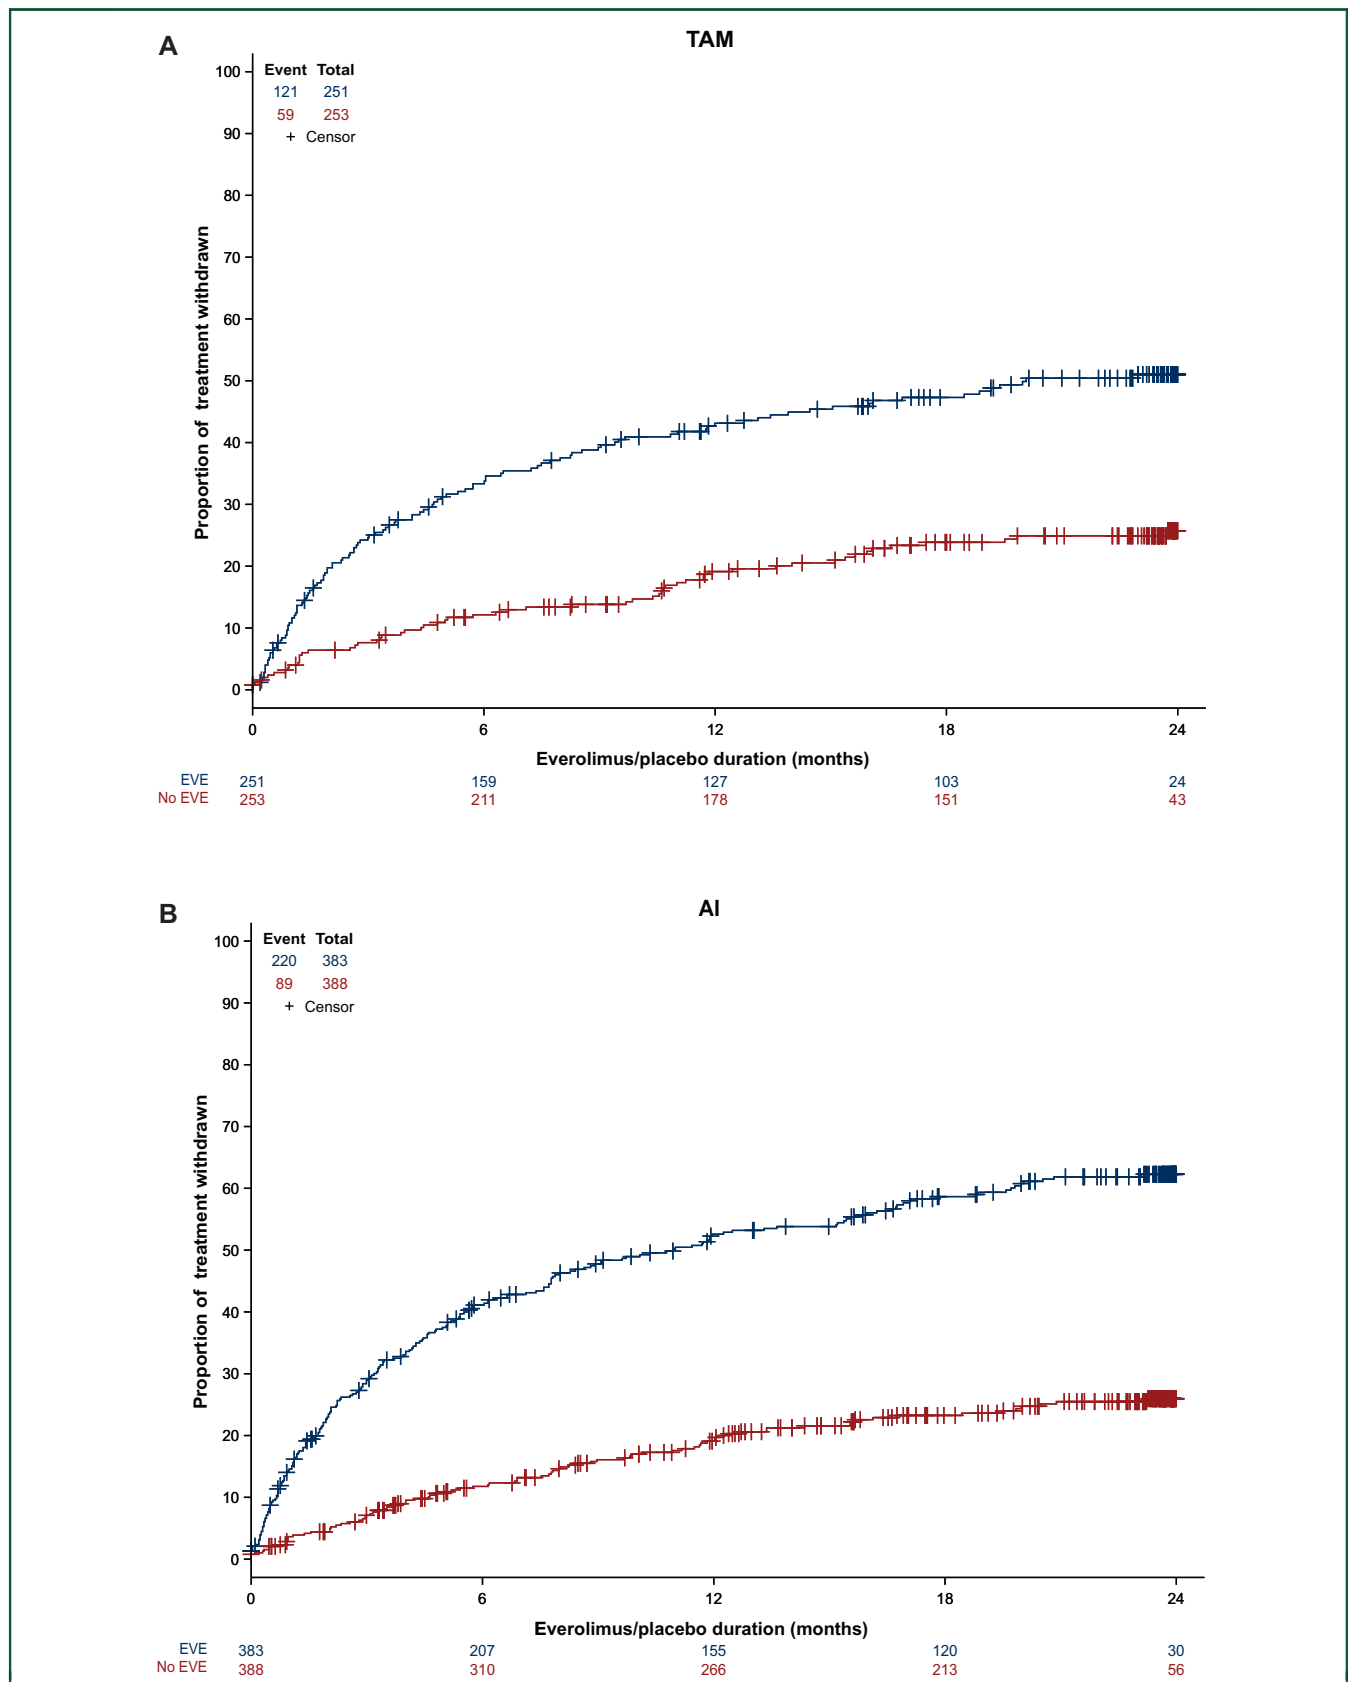 A
TAM
Event Total
121 251
59 253
+ Censor
100
90
80
70
60
50
40
30
20
10
0
Proportion of treatment withdrawn
0 6 12 18 24
Everolimus/placebo duration (months)
EVE 251 159 127 103 24
No EVE 253 211 178 151 43
B
AI
Event Total
220 383
89 388
+ Censor
100
90
80
70
60
50
40
30
20
10
0
Proportion of treatment withdrawn
0 6 12 18 24
Everolimus/placebo duration (months)
EVE 383 207 155 120 30
No EVE 388 310 266 213 56